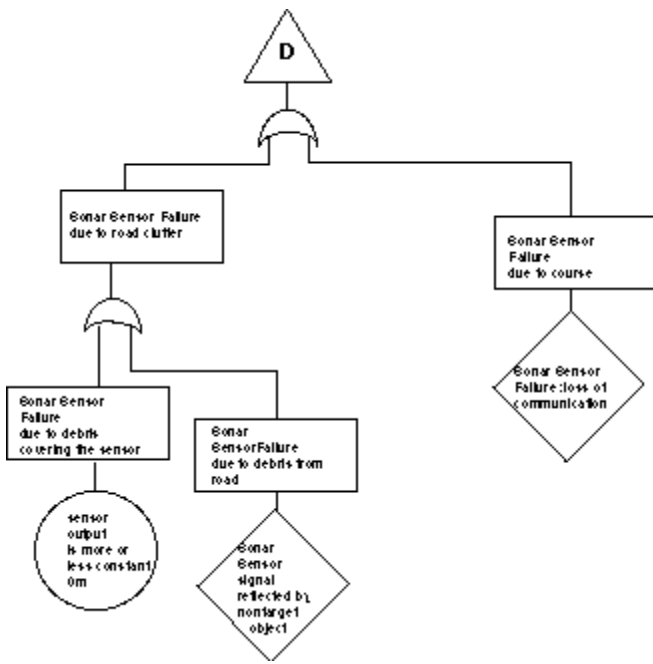 D
Sonar Sensor Failure
due to road clutter
Sonar Sensor
Failure
due to course
Sonar Sensor
Failure
due to debris
covering the sensor
Sonar
SensorFailure
due to debris from
road
Sonar Sensor
Failure :loss of
communication
sensor
output
is more or
less constant
0m
Sonar
Sensor
signal
reflected by
nontarget
object